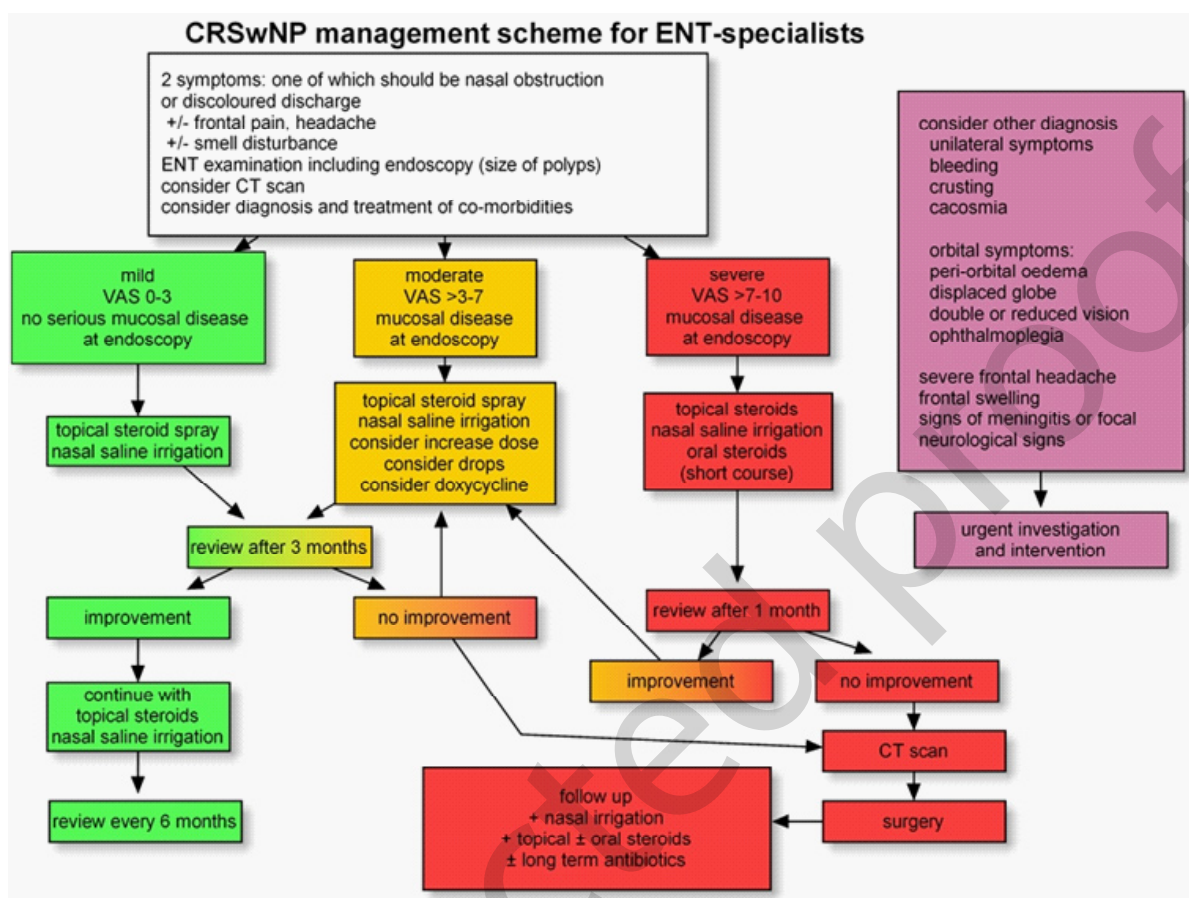 CRSwNP management scheme for ENT-specialists
2 symptoms: one of which should be nasal obstruction
or discoloured discharge
+/- frontal pain, headache
+/- smell disturbance
ENT examination including endoscopy (size of polyps)
consider CT scan
consider diagnosis and treatment of co-morbidities
mild
VAS 0-3
no serious mucosal disease
at endoscopy
moderate
VAS >3-7
mucosal disease
at endoscopy
severe
VAS >7-10
mucosal disease
at endoscopy
topical steroid spray
nasal saline irrigation
topical steroid spray
nasal saline irrigation
consider increase dose
consider drops
consider doxycycline
topical steroids
nasal saline irrigation
oral steroids
(short course)
review after 3 months
improvement
no improvement
review after 1 month
improvement
no improvement
continue with
topical steroids
nasal saline irrigation
review every 6 months
CT scan
surgery
follow up
+ nasal irrigation
+ topical ± oral steroids
± long term antibiotics
consider other diagnosis
unilateral symptoms
bleeding
crusting
cacosmia
orbital symptoms:
peri-orbital oedema
displaced globe
double or reduced vision
ophthalmoplegia
severe frontal headache
frontal swelling
signs of meningitis or focal
neurological signs
urgent investigation
and intervention
cted proof